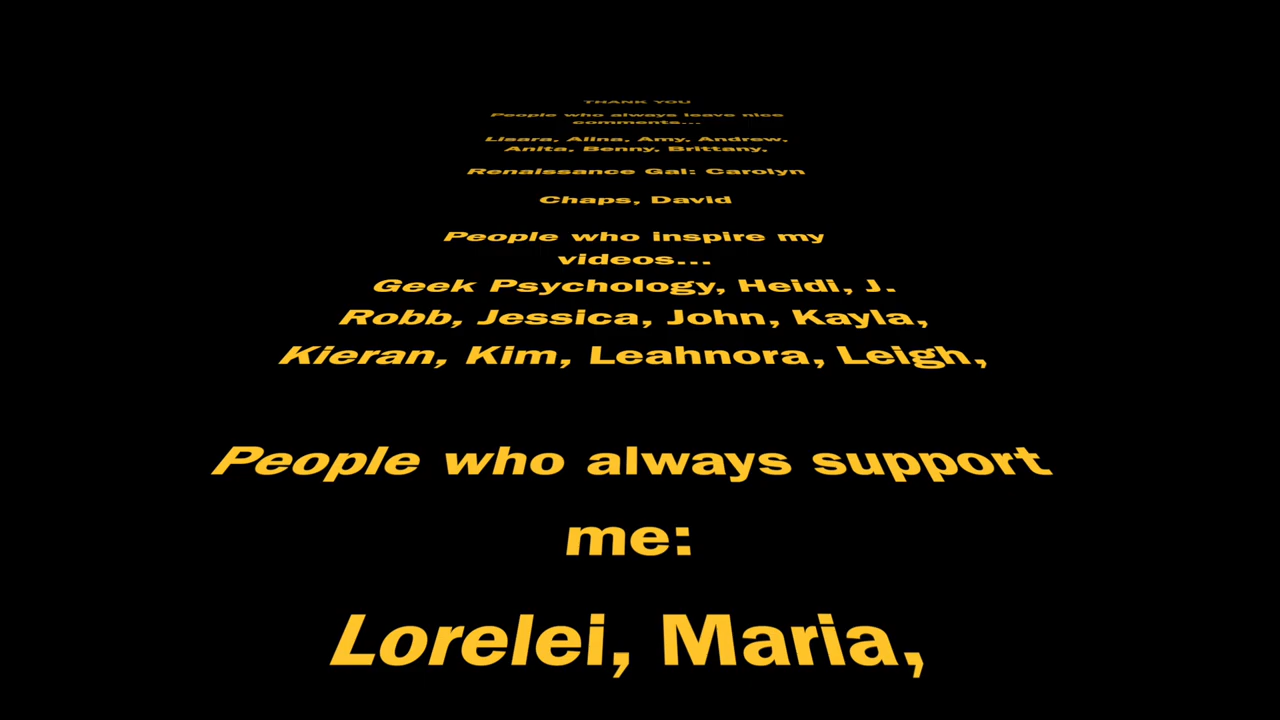 THANK YOU
People who always leave nice
comments...
Lisara, Alina, Amy, Andrew,
Anita, Benny, Brittany,
Renaissance Gal: Carolyn
Chaps, David
People who inspire my
videos...
Geek Psychology, Heidi, J.
Robb, Jessica, John, Kayla,
Kieran, Kim, Leahnora, Leigh,
People who always support
me:
Lorelei, Maria,